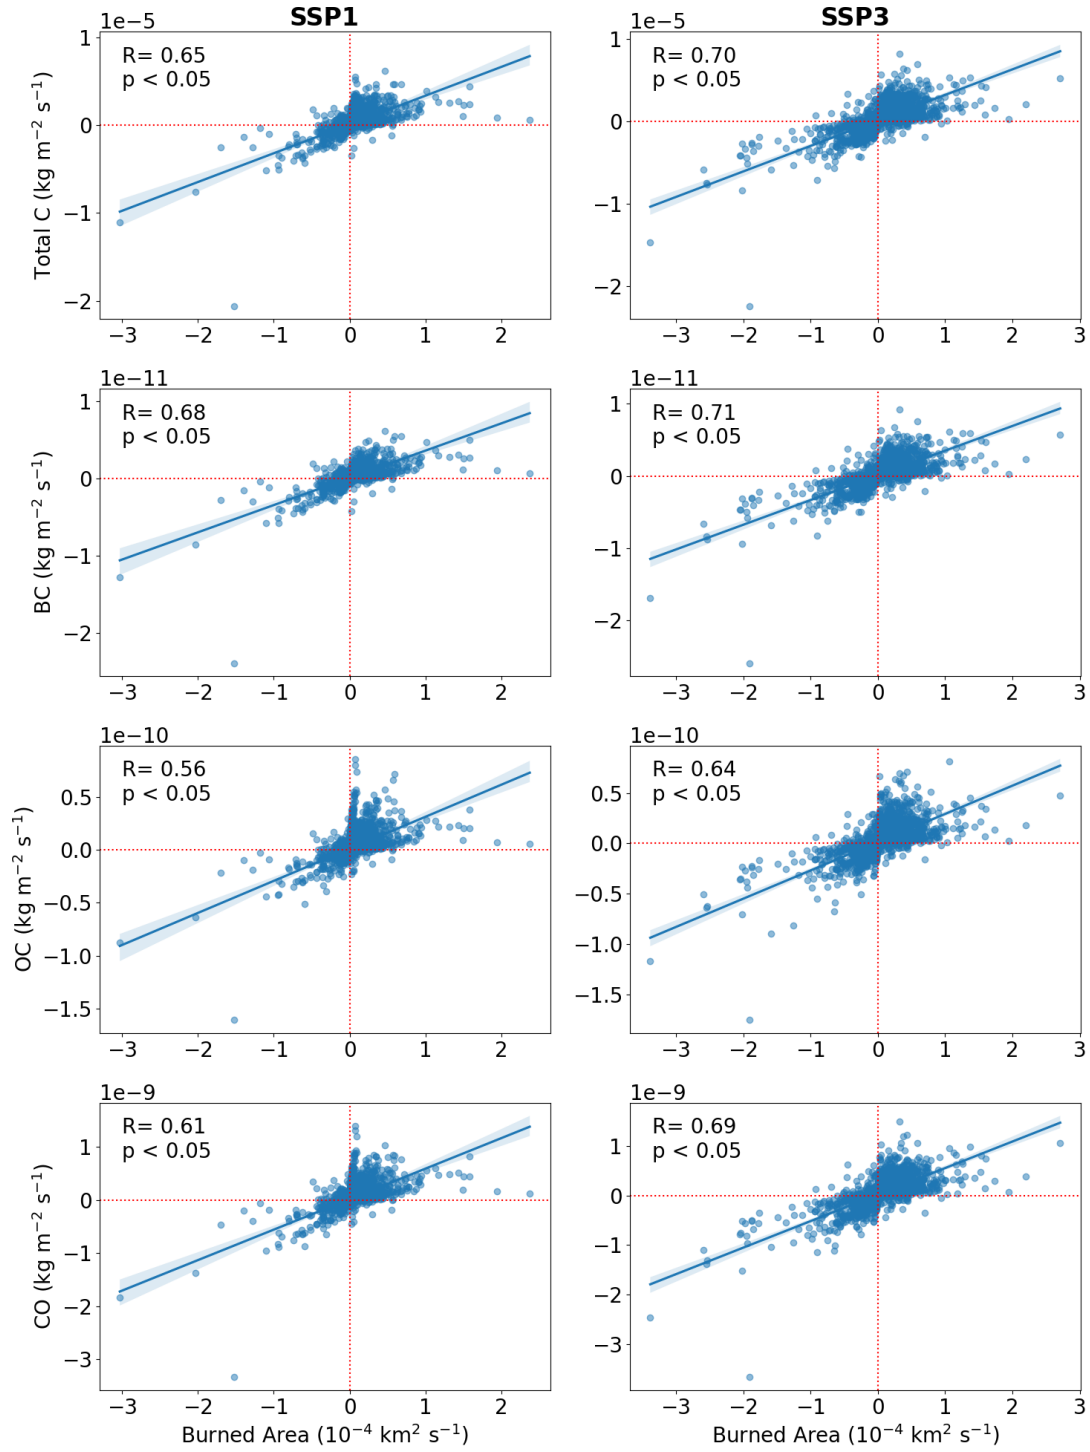 SSP1
SSP3
1e−5
R= 0.65
p < 0.05
Total C (kg m⁻² s⁻¹)
1
0
−1
−2
−3 −2 −1 0 1 2
1e−5
R= 0.70
p < 0.05
1
0
−1
−2
−3 −2 −1 0 1 2 3
1e−11
R= 0.68
p < 0.05
BC (kg m⁻² s⁻¹)
1
0
−1
−2
−3 −2 −1 0 1 2
1e−11
R= 0.71
p < 0.05
1
0
−1
−2
−3 −2 −1 0 1 2 3
1e−10
R= 0.56
p < 0.05
OC (kg m⁻² s⁻¹)
0.5
0.0
−0.5
−1.0
−1.5
−3 −2 −1 0 1 2
1e−10
R= 0.64
p < 0.05
0.5
0.0
−0.5
−1.0
−1.5
−3 −2 −1 0 1 2 3
1e−9
R= 0.61
p < 0.05
CO (kg m⁻² s⁻¹)
1
0
−1
−2
−3
−3 −2 −1 0 1 2
Burned Area (10⁻⁴ km² s⁻¹)
1e−9
R= 0.69
p < 0.05
1
0
−1
−2
−3
−3 −2 −1 0 1 2 3
Burned Area (10⁻⁴ km² s⁻¹)